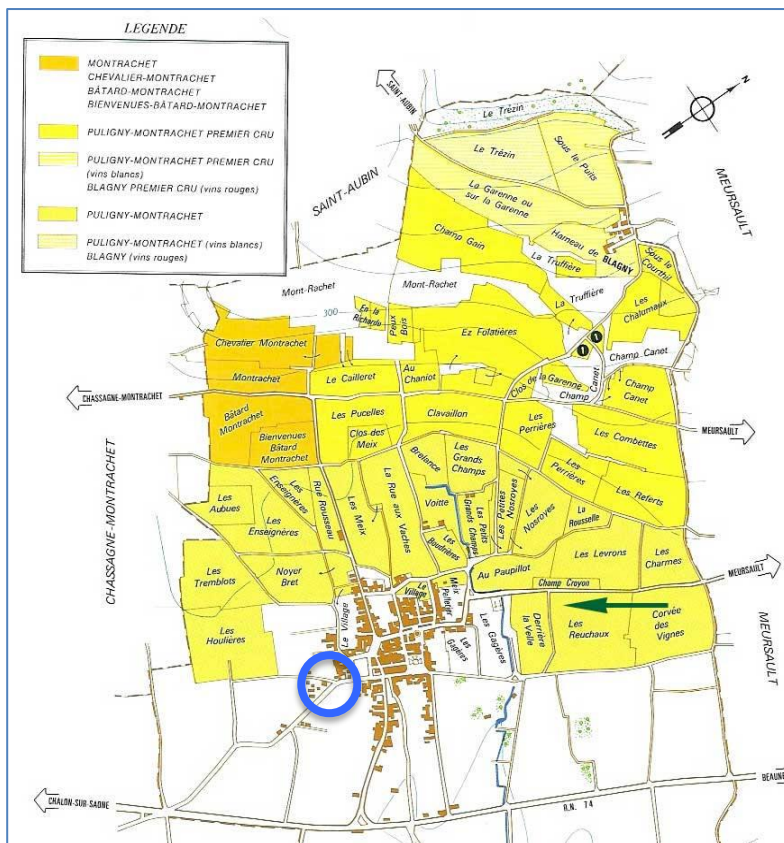 LEGENDE
MONTRACHET
CHEVALIER-MONTRACHET
BÂTARD-MONTRACHET
BIENVENUES-BÂTARD-MONTRACHET
PULIGNY-MONTRACHET PREMIER CRU
PULIGNY-MONTRACHET PREMIER CRU
(vins blancs)
BLAGNY PREMIER CRU (vins rouges)
PULIGNY-MONTRACHET
PULIGNY-MONTRACHET (vins blancs)
BLAGNY (vins rouges)
SAINT-AUBIN
N
Le Trézin
Le Trézin
Sous le Puits
SAINT-AUBIN
MEURSAULT
La Garenne ou
sur la Garenne
Champ Gain
Hameau de
BLAGNY
La Truffière
Sous le
Courthil
Mont-Rachet
Mont-Rachet
La Truffière
Les
Chalumaux
300
En la
Richarde
Peux
Bois
Ez Folatières
Chevalier Montrachet
Champ Canet
Montrachet
Le Cailleret
Au
Chaniot
Clos de la Garenne
Champ
Canet
Champ
Canet
CHASSAGNE-MONTRACHET
Bâtard
Montrachet
Les Pucelles
Clavaillon
Les
Perrières
Les Combettes
MEURSAULT
Bienvenues
Bâtard
Montrachet
Clos des
Meix
Brelance
Les
Grands
Champs
Les
Perrières
Les Referts
CHASSAGNE-MONTRACHET
Les
Aubues
Les
Enseignères
Les
Enseignères
Rue Rousseau
Les Meix
La Rue aux
Vaches
Voitte
Les Petits
Grands Champs
Les Petites
Nosroyes
Les
Nosroyes
La
Rousselle
Les
Boudrières
Les Levrons
Les
Charmes
Les
Tremblots
Noyer
Bret
Au Paupillot
Champ Croyon
MEURSAULT
Le Village
Le
Village
Meix
Pelletier
Les
Houlières
Les
Gagères
Les Gagères
Derrière
la Velle
Les
Reuchaux
Corvée
des
Vignes
MEURSAULT
CHALON-SUR-SAONE
R.N. 74
BEAUNE